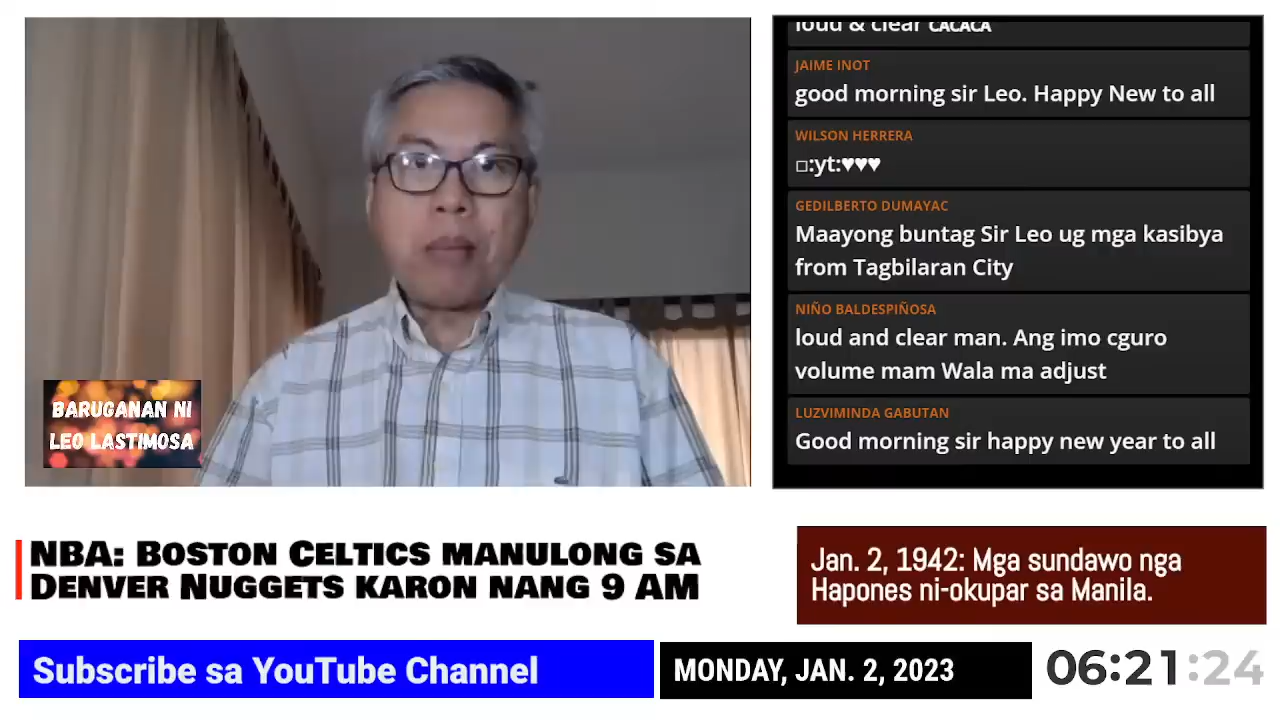 BARUGANAN NI
LEO LASTIMOSA
loud & clear
JAIME INOT
good morning sir Leo. Happy New to all
WILSON HERRERA
□:yt:♥♥♥
GEDILBERTO DUMAYAC
Maayong buntag Sir Leo ug mga kasibya
from Tagbilaran City
NIÑO BALDESPIÑOSA
loud and clear man. Ang imo cguro
volume mam Wala ma adjust
LUZVIMINDA GABUTAN
Good morning sir happy new year to all
NBA: BOSTON CELTICS MANULONG SA
DENVER NUGGETS KARON NANG 9 AM
Jan. 2, 1942: Mga sundawo nga
Hapones ni-okupar sa Manila.
Subscribe sa YouTube Channel
MONDAY, JAN. 2, 2023
06:21:24